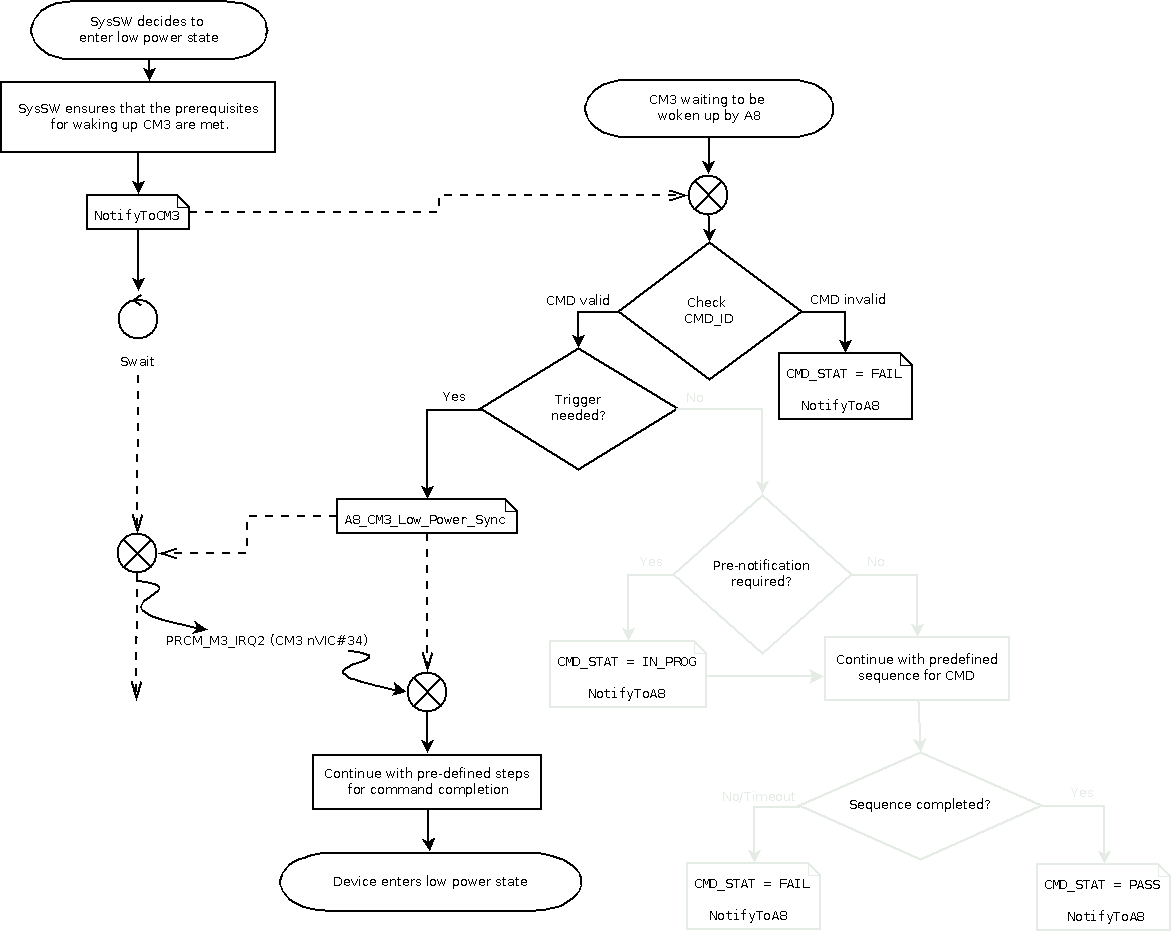 SysSW decides to
enter low power state
SysSW ensures that the prerequisites
for waking up CM3 are met.
CM3 waiting to be
woken up by A8
NotifyToCM3
CMD valid
Check
CMD_ID
CMD invalid
Swait
CMD_STAT = FAIL
NotifyToA8
Yes
Trigger
needed?
No
A8_CM3_Low_Power_Sync
Yes
Pre-notification
required?
No
PRCM_M3_IRQ2 (CM3 nVIC#34)
CMD_STAT = IN_PROG
NotifyToA8
Continue with predefined
sequence for CMD
Continue with pre-defined steps
for command completion
No/Timeout
Sequence completed?
Yes
Device enters low power state
CMD_STAT = FAIL
NotifyToA8
CMD_STAT = PASS
NotifyToA8